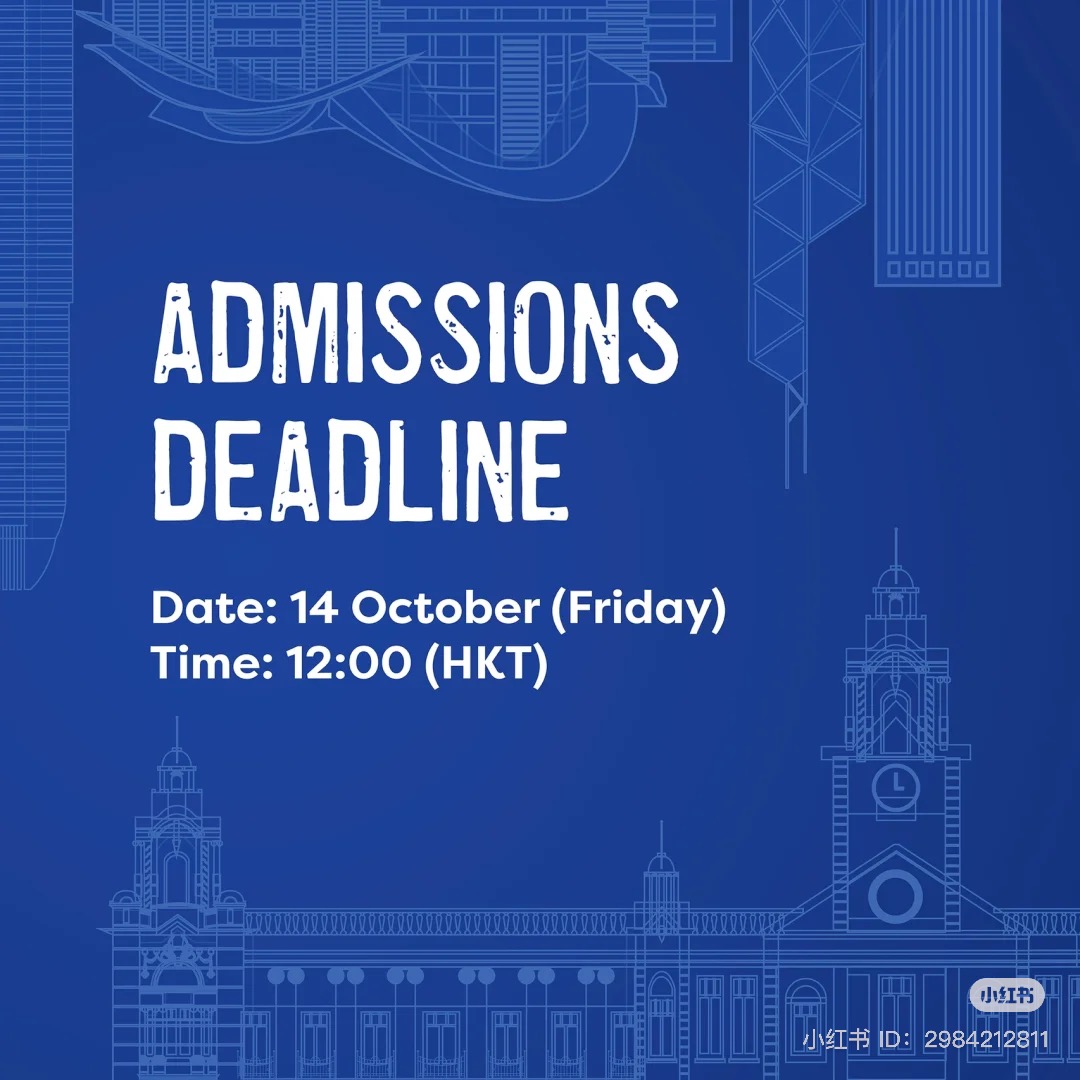 ADMISSIONS
DEADLINE
Date: 14 October (Friday)
Time: 12:00 (HKT)
小红书
小红书 ID：2984212811